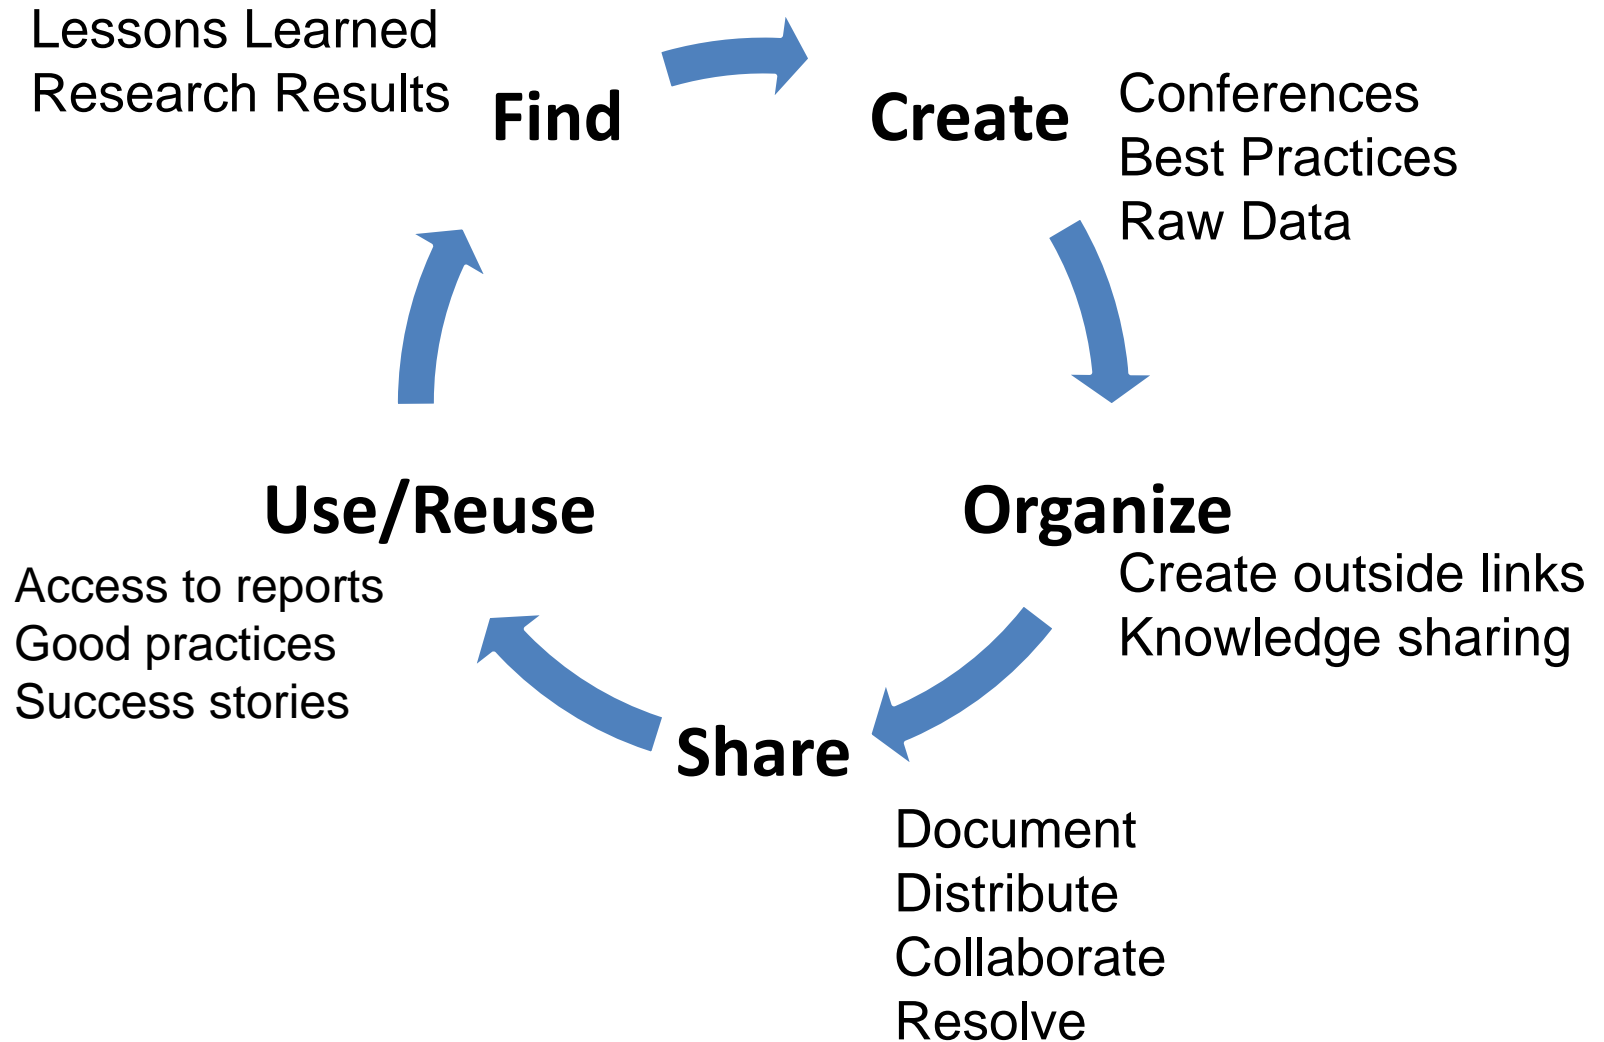 Lessons Learned
Research Results
Find
Create
Conferences
Best Practices
Raw Data
Organize
Create outside links
Knowledge sharing
Share
Document
Distribute
Collaborate
Resolve
Use/Reuse
Access to reports
Good practices
Success stories